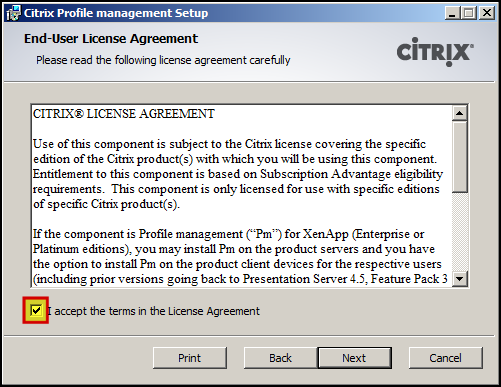 Citrix Profile management Setup
End-User License Agreement
Please read the following license agreement carefully
CITRIX
CITRIX® LICENSE AGREEMENT
Use of this component is subject to the Citrix license covering the specific
edition of the Citrix product(s) with which you will be using this component.
Entitlement to this component is based on Subscription Advantage eligibility
requirements.  This component is only licensed for use with specific editions
of specific Citrix product(s).
If the component is Profile management (“Pm”) for XenApp (Enterprise or
Platinum editions), you may install Pm on the product servers and you have
the option to install Pm on the product client devices for the respective users
(including prior versions going back to Presentation Server 4.5, Feature Pack 3
I accept the terms in the License Agreement
Print
Back
Next
Cancel